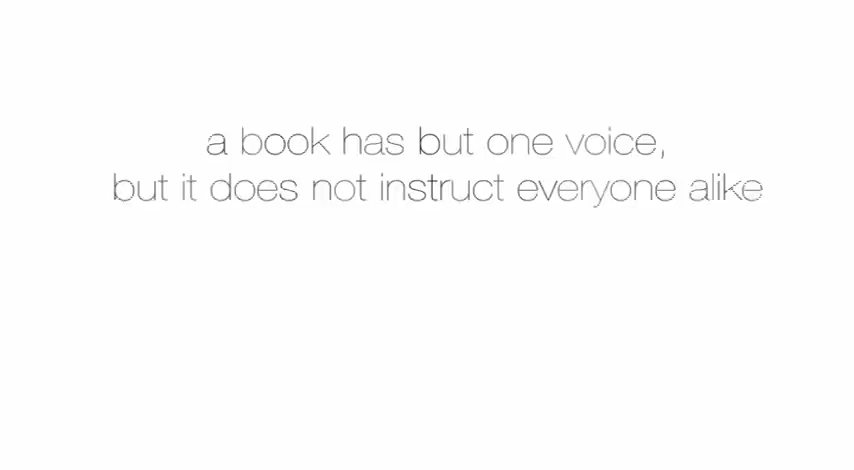 a book has but one voice,
but it does not instruct everyone alike